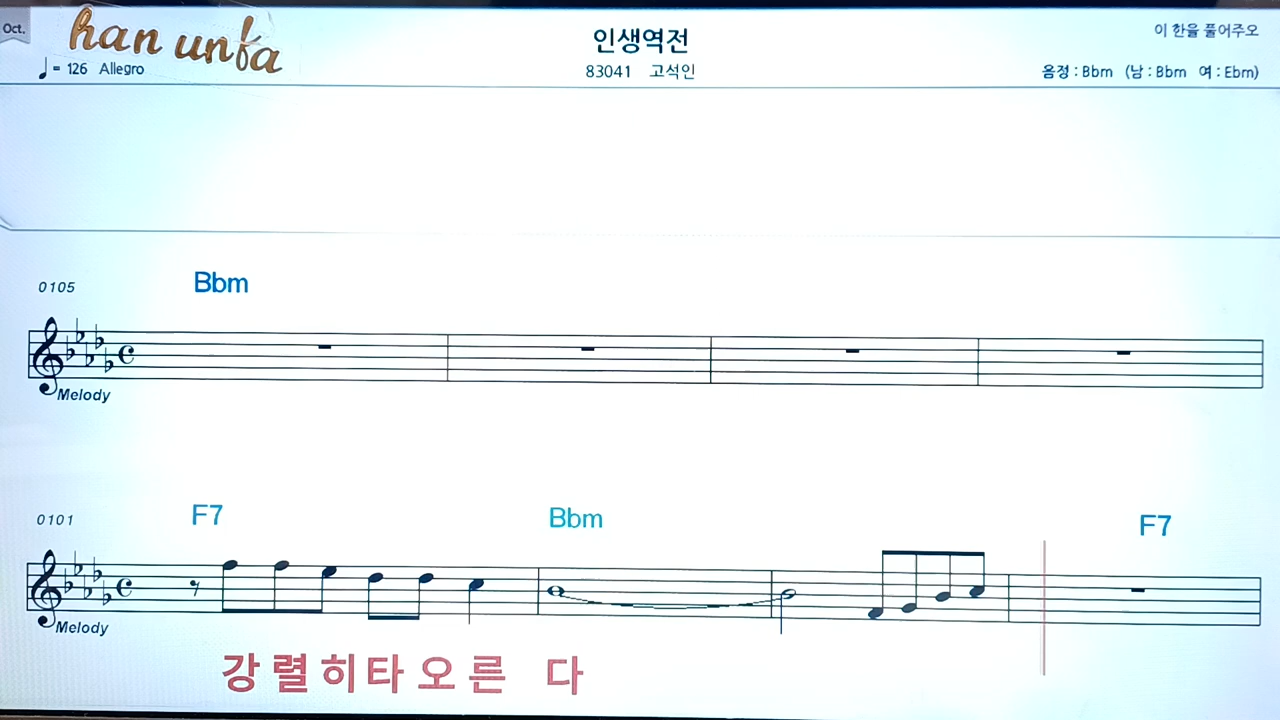 Oct.
han unfa
인생역전
이 한을 풀어주오
♩= 126 Allegro
83041 고석인
음정 : Bbm (남 : Bbm 여 : Ebm)
0105
Bbm
Melody
0101
F7 Bbm F7
Melody
강렬히타오른 다